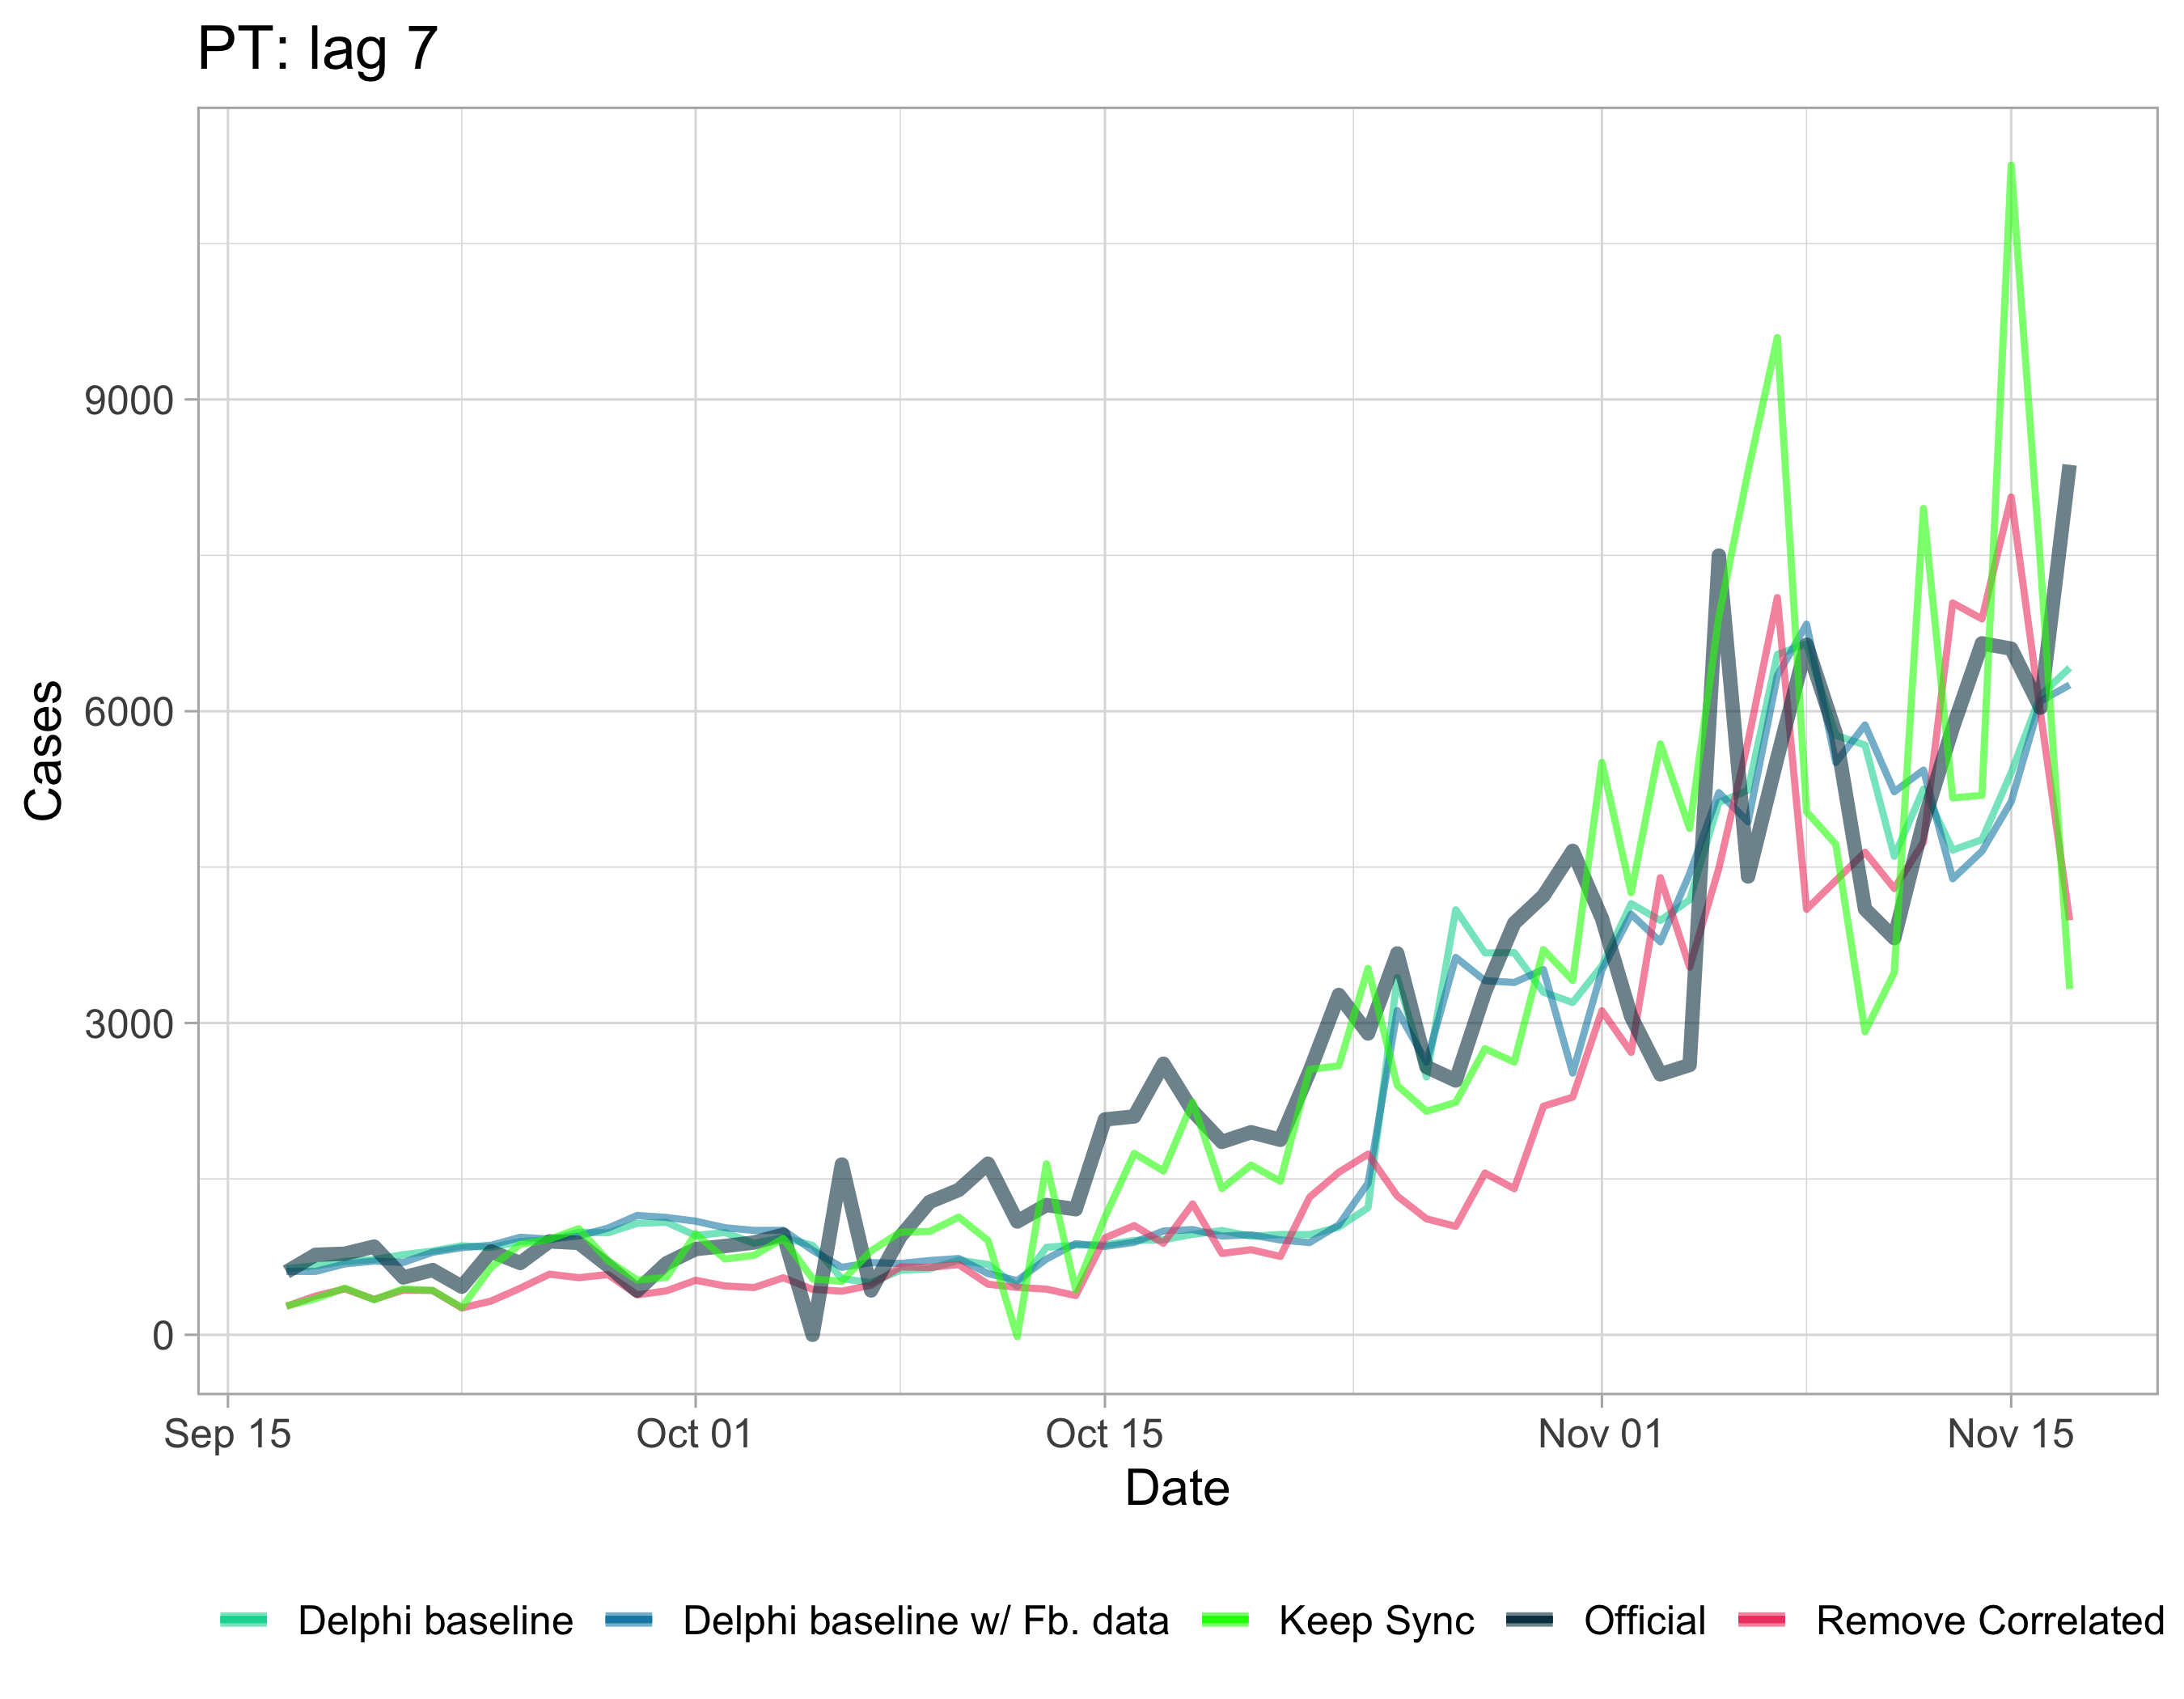 PT: lag 7
Cases
9000
6000
3000
0
Sep 15 Oct 01 Oct 15 Nov 01 Nov 15
Date
Delphi baseline Delphi baseline w/ Fb. data Keep Sync Official Remove Correlated